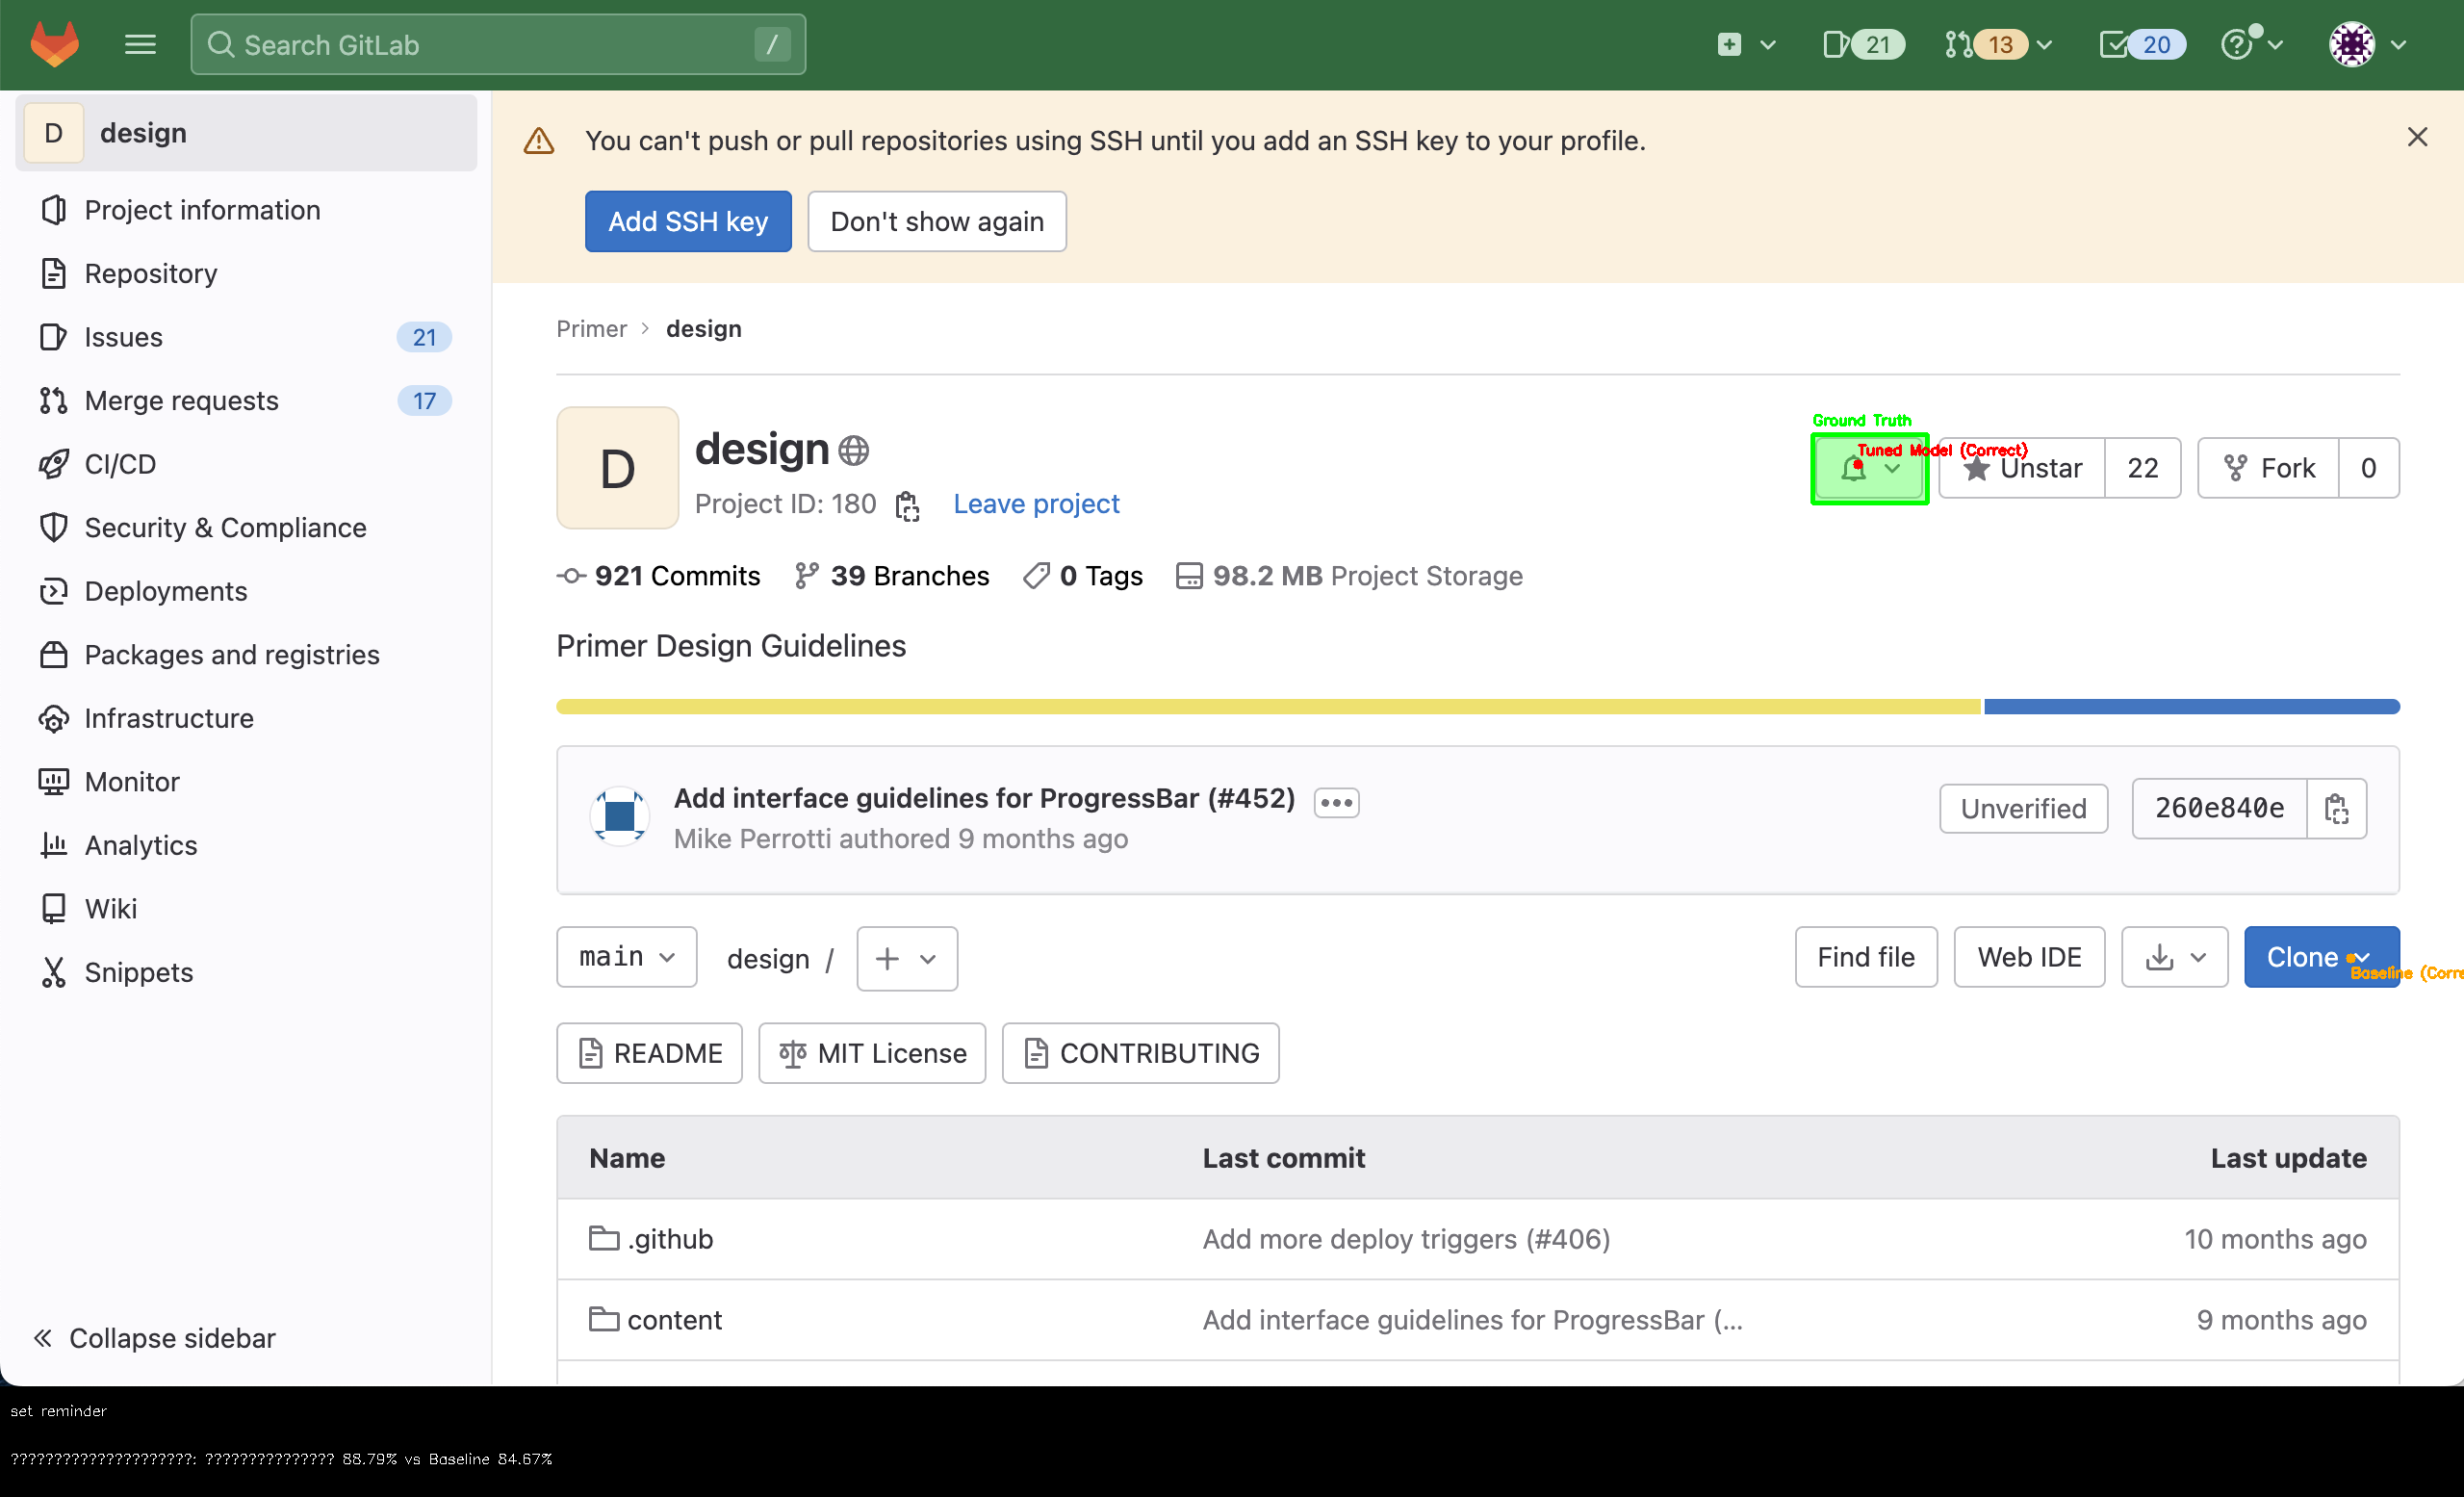 Search GitLab /
21
13
20
D design
Project information
Repository
Issues 21
Merge requests 17
CI/CD
Security & Compliance
Deployments
Packages and registries
Infrastructure
Monitor
Analytics
Wiki
Snippets
Collapse sidebar
You can't push or pull repositories using SSH until you add an SSH key to your profile.
Add SSH key
Don't show again
Primer > design
D
design
Project ID: 180 Leave project
Ground Truth
Tuned Model (Correct)
Unstar 22
Fork 0
921 Commits 39 Branches 0 Tags 98.2 MB Project Storage
Primer Design Guidelines
Add interface guidelines for ProgressBar (#452)
Mike Perrotti authored 9 months ago
Unverified
260e840e
main
design /
Find file
Web IDE
Clone
Baseline (Corre
README
MIT License
CONTRIBUTING
Name Last commit Last update
.github Add more deploy triggers (#406) 10 months ago
content Add interface guidelines for ProgressBar (... 9 months ago
set reminder
?????????????????????: ??????????????? 88.79% vs Baseline 84.67%